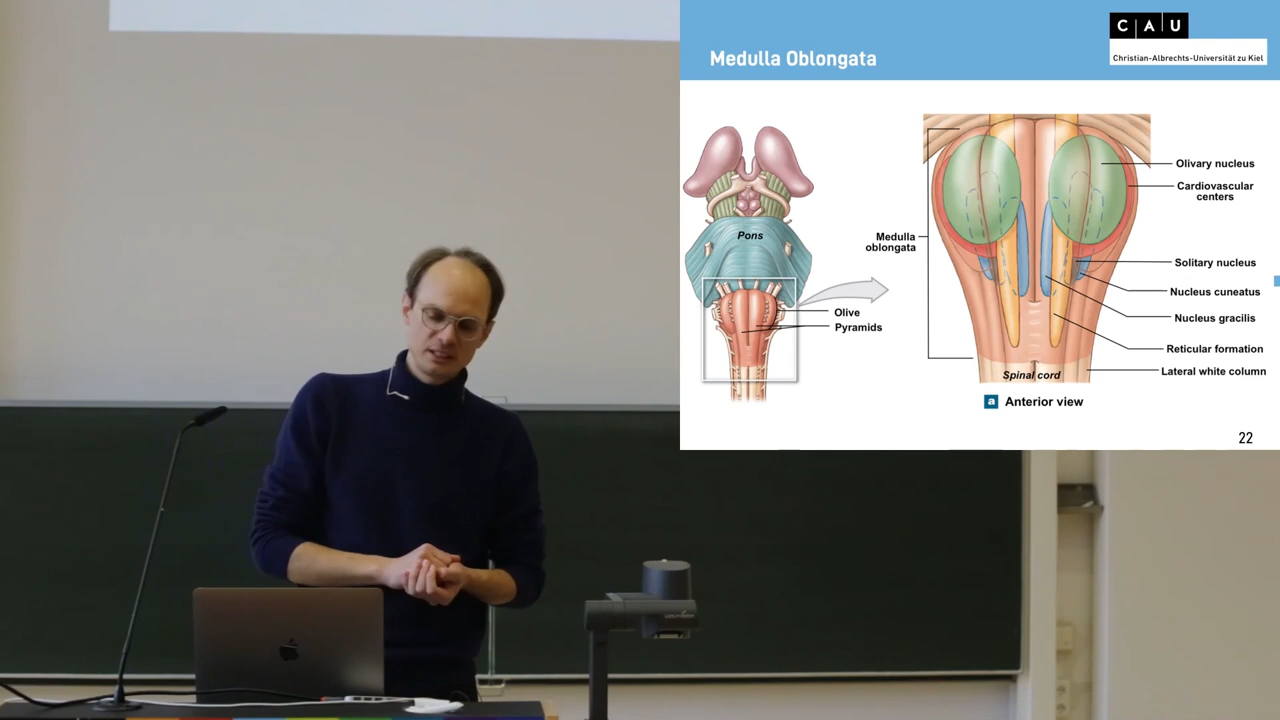 Medulla Oblongata
C A U
Christian-Albrechts-Universität zu Kiel
Pons
Olive
Pyramids
Medulla
oblongata
Olivary nucleus
Cardiovascular
centers
Solitary nucleus
Nucleus cuneatus
Nucleus gracilis
Reticular formation
Lateral white column
Spinal cord
a Anterior view
22